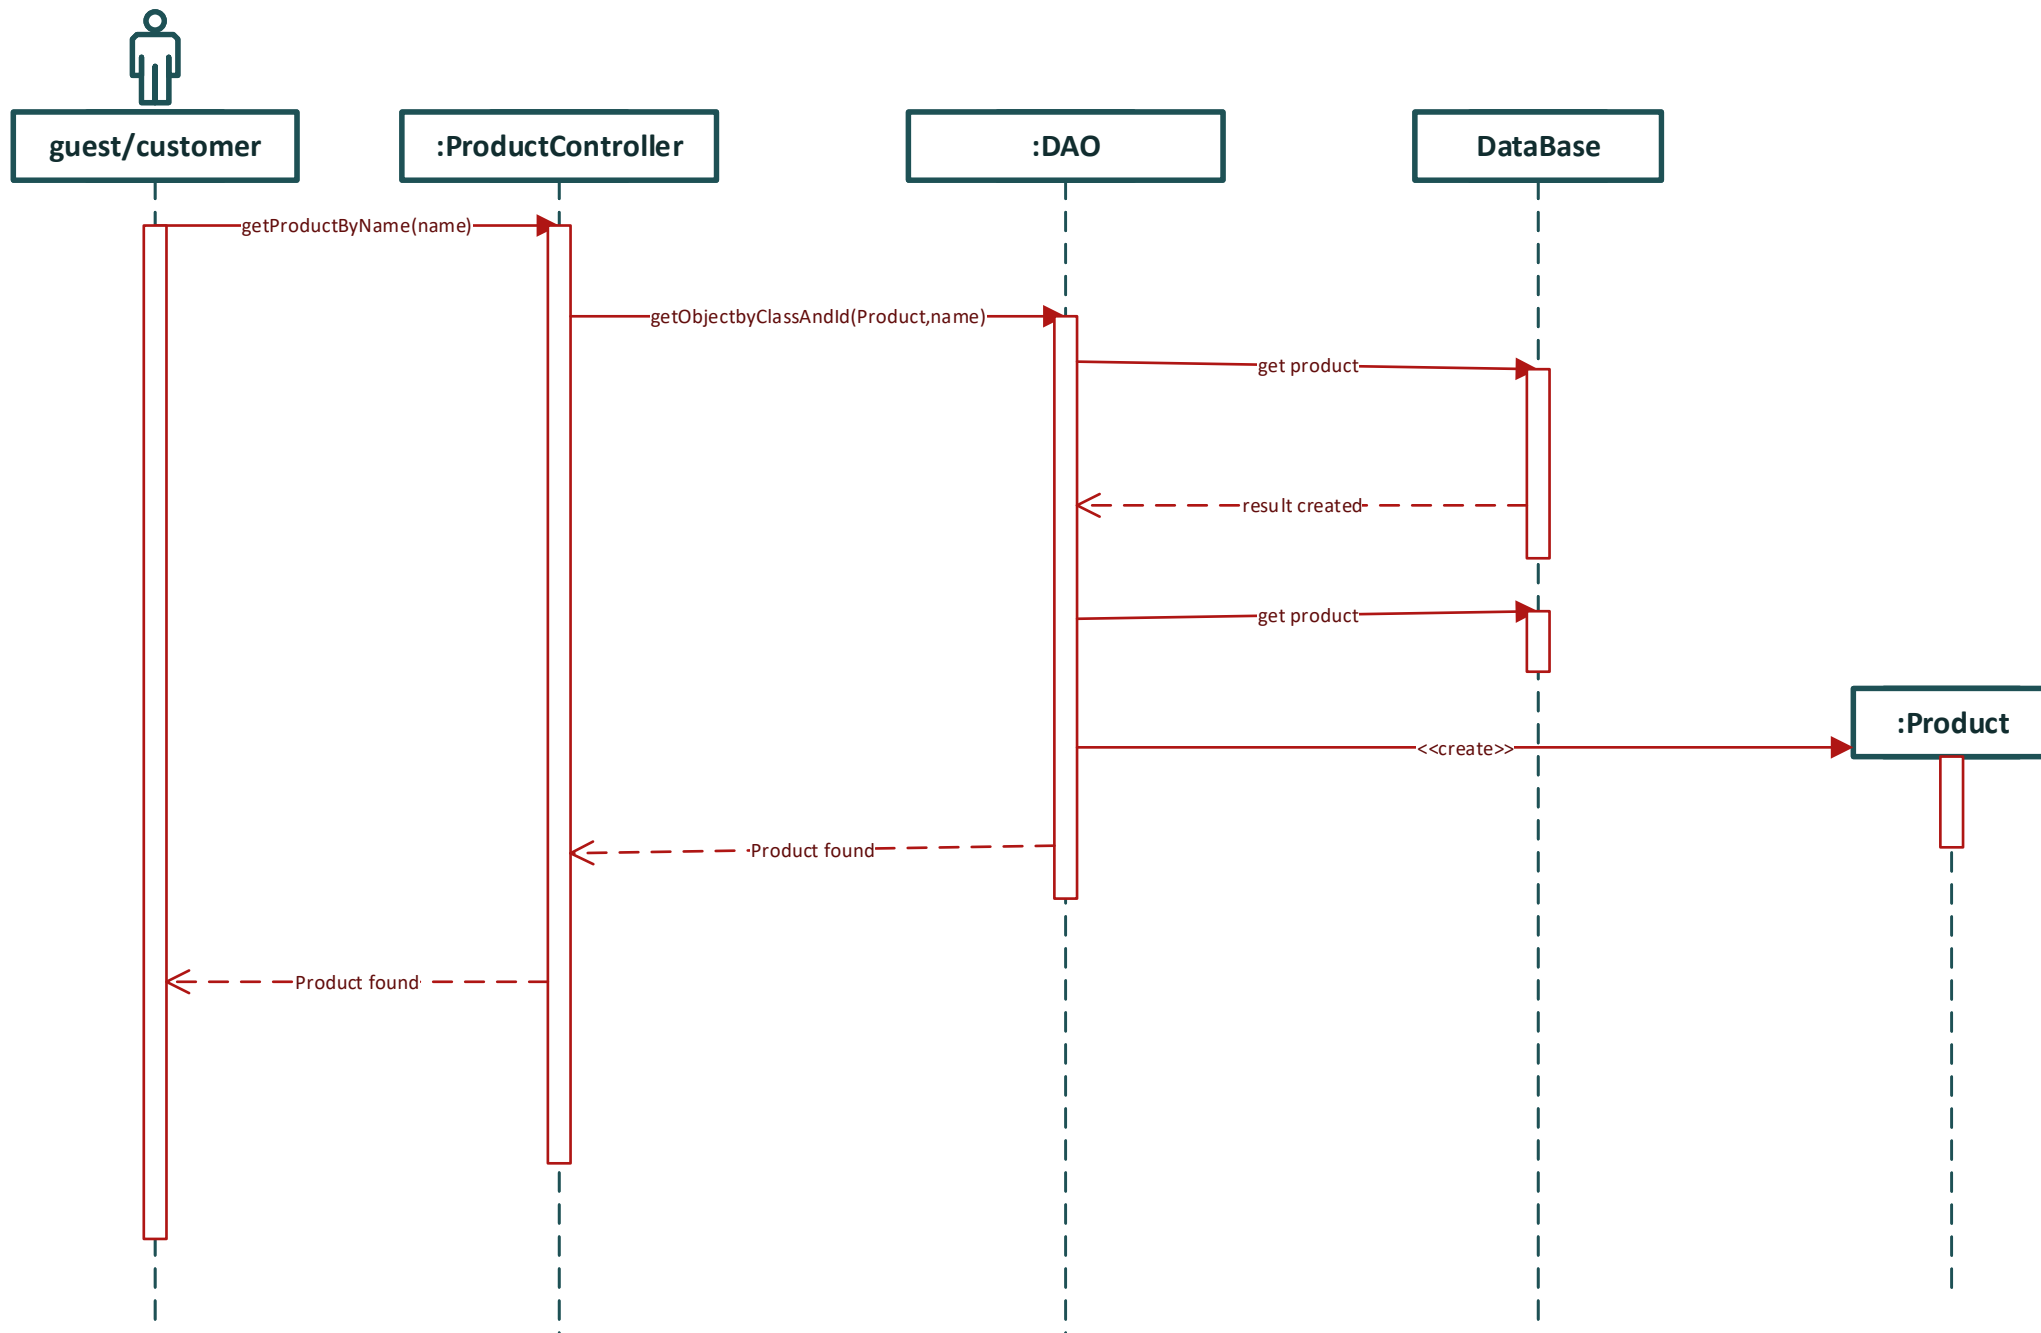 guest/customer
:ProductController
:DAO
DataBase
getProductByName(name)
getObjectbyClassAndId(Product,name)
get product
result created
get product
:Product
<<create>>
Product found
Product found